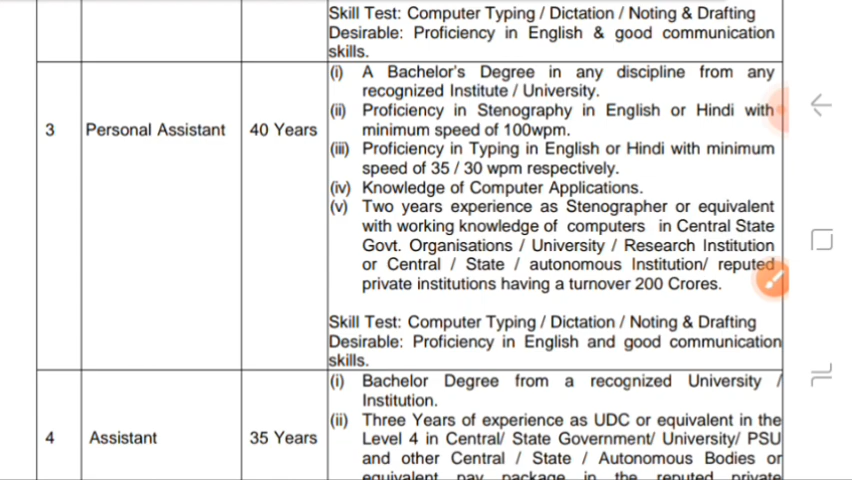 Skill Test: Computer Typing / Dictation / Noting & Drafting
Desirable: Proficiency in English & good communication
skills.
3
Personal Assistant
40 Years
(i) A Bachelor's Degree in any discipline from any
recognized Institute / University.
(ii) Proficiency in Stenography in English or Hindi with
minimum speed of 100wpm.
(iii) Proficiency in Typing in English or Hindi with minimum
speed of 35 / 30 wpm respectively.
(iv) Knowledge of Computer Applications.
(v) Two years experience as Stenographer or equivalent
with working knowledge of computers in Central State
Govt. Organisations / University / Research Institution
or Central / State / autonomous Institution/ reputed
private institutions having a turnover 200 Crores.
Skill Test: Computer Typing / Dictation / Noting & Drafting
Desirable: Proficiency in English and good communication
skills.
4
Assistant
35 Years
(i) Bachelor Degree from a recognized University /
Institution.
(ii) Three Years of experience as UDC or equivalent in the
Level 4 in Central/ State Government/ University/ PSU
and other Central / State / Autonomous Bodies or
equivalent pay package in the reputed private